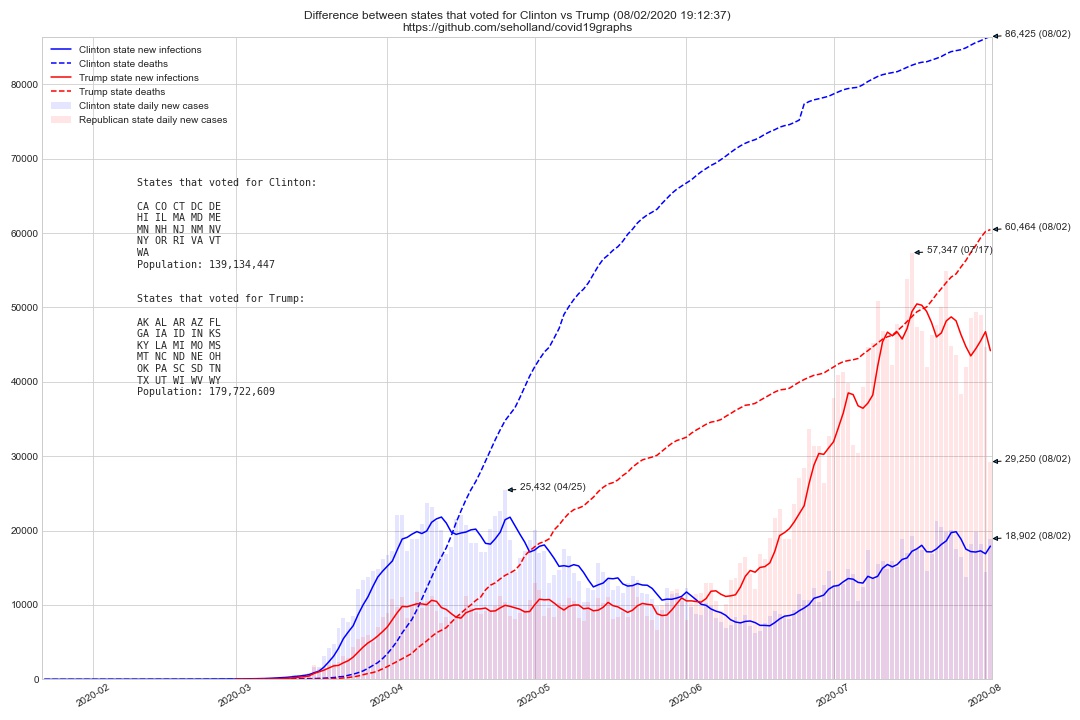 Difference between states that voted for Clinton vs Trump (08/02/2020 19:12:37)
https://github.com/seholland/covid19graphs
Clinton state new infections
Clinton state deaths
Trump state new infections
Trump state deaths
Clinton state daily new cases
Republican state daily new cases
States that voted for Clinton:
CA CO CT DC DE
HI IL MA MD ME
MN NH NJ NM NV
NY OR RI VA VT
WA
Population: 139,134,447
States that voted for Trump:
AK AL AR AZ FL
GA IA ID IN KS
KY LA MI MO MS
MT NC ND NE OH
OK PA SC SD TN
TX UT WI WV WY
Population: 179,722,609
86,425 (08/02)
60,464 (08/02)
57,347 (07/17)
29,250 (08/02)
25,432 (04/25)
18,902 (08/02)
80000
70000
60000
50000
40000
30000
20000
10000
0
2020-02
2020-03
2020-04
2020-05
2020-06
2020-07
2020-08